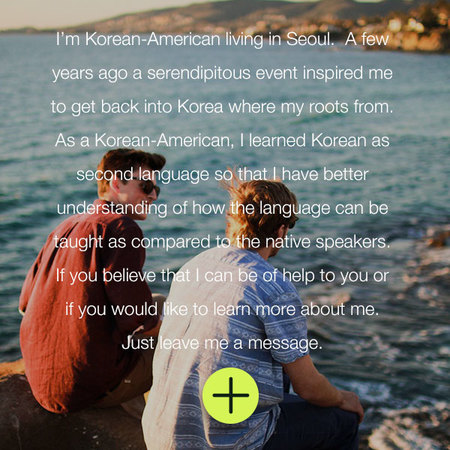 I’m Korean-American living in Seoul.  A few
years ago a serendipitous event inspired me
to get back into Korea where my roots from.
As a Korean-American, I learned Korean as
second language so that I have better
understanding of how the language can be
taught as compared to the native speakers.
If you believe that I can be of help to you or
if you would like to learn more about me.
Just leave me a message.